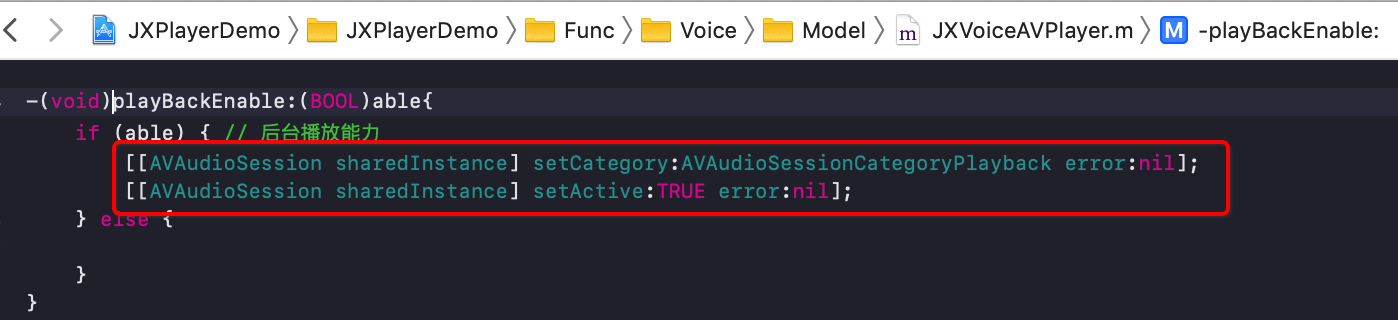 JXPlayerDemo JXPlayerDemo Func Voice Model m JXVoiceAVPlayer.m M -playBackEnable:
-(void)playBackEnable:(BOOL)able{
if (able) { // 后台播放能力
[[AVAudioSession sharedInstance] setCategory:AVAudioSessionCategoryPlayback error:nil];
[[AVAudioSession sharedInstance] setActive:TRUE error:nil];
} else {
}
}